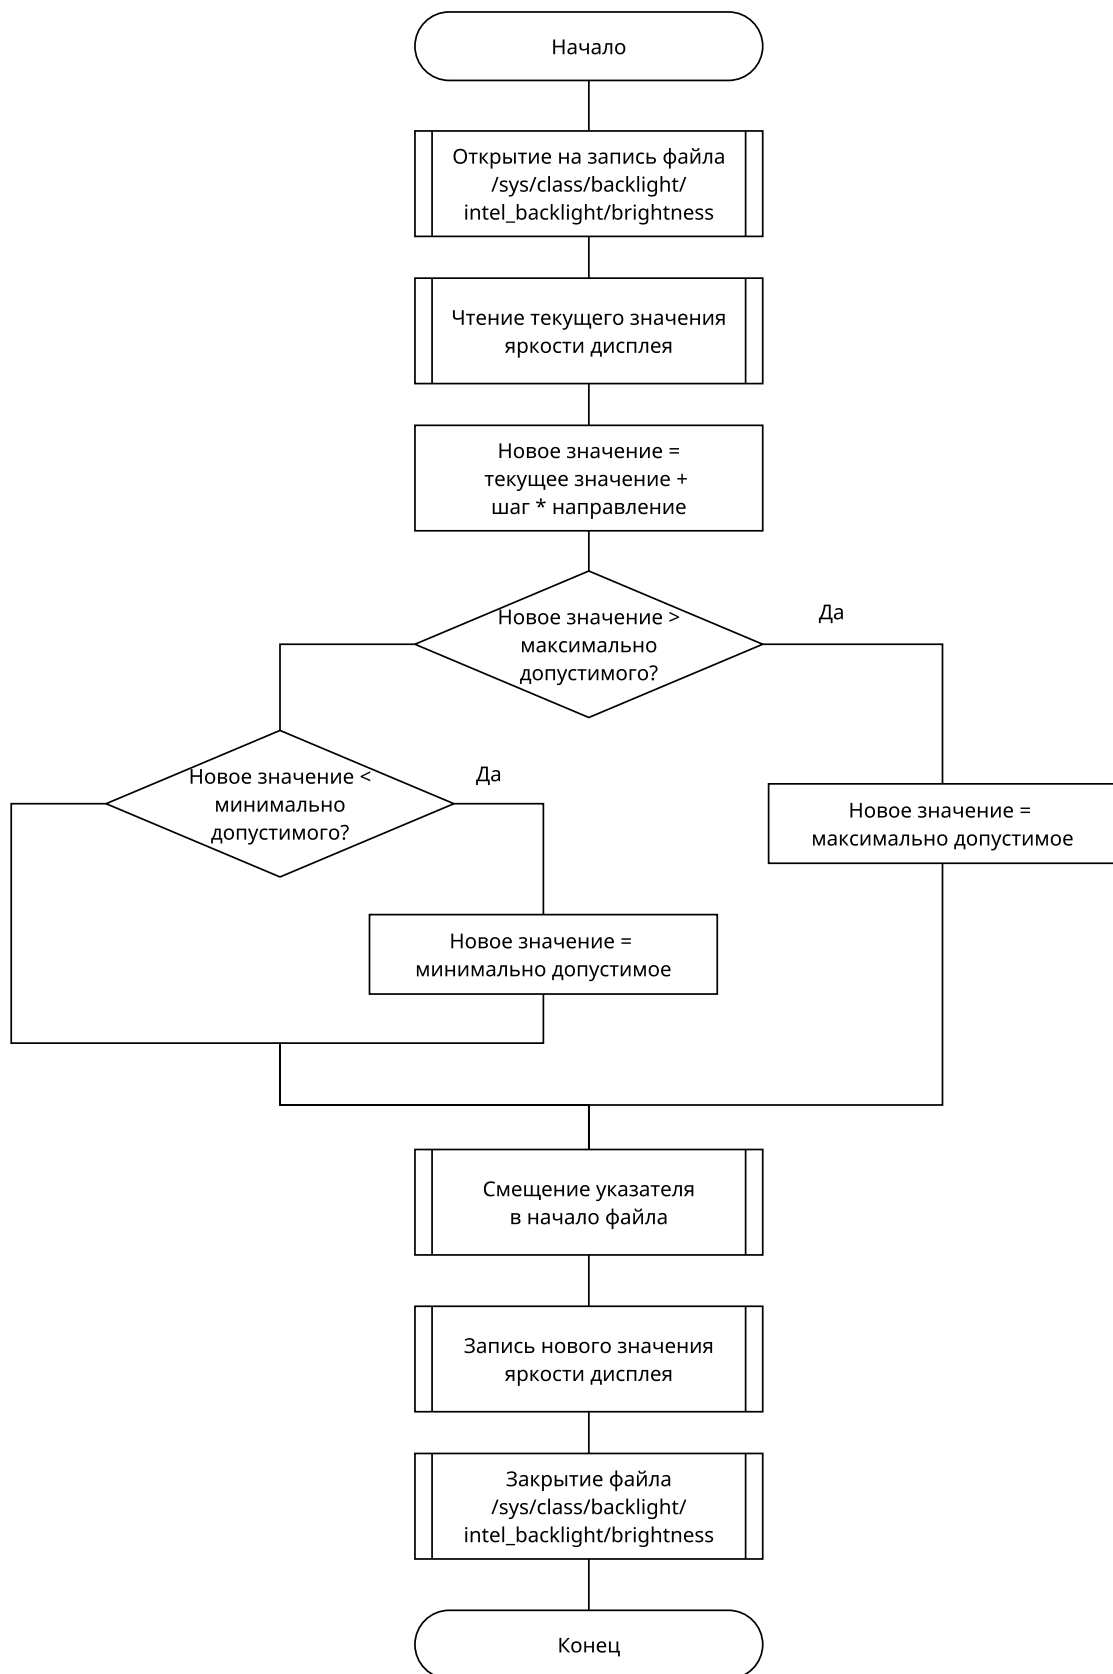 Начало
Открытие на запись файла
/sys/class/backlight/
intel_backlight/brightness
Чтение текущего значения
яркости дисплея
Новое значение =
текущее значение +
шаг * направление
Новое значение >
максимально
допустимого?
Да
Новое значение <
минимально
допустимого?
Да
Новое значение =
максимально допустимое
Новое значение =
минимально допустимое
Смещение указателя
в начало файла
Запись нового значения
яркости дисплея
Закрытие файла
/sys/class/backlight/
intel_backlight/brightness
Конец